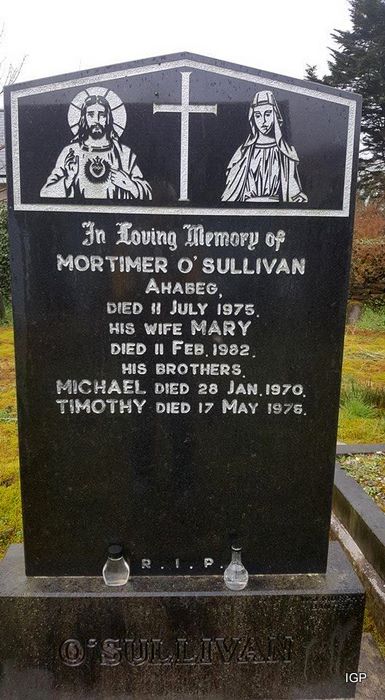 In Loving Memory of
MORTIMER O'SULLIVAN
AHABEG,
DIED 11 JULY 1975.
HIS WIFE MARY
DIED 11 FEB. 1982.
HIS BROTHERS.
MICHAEL DIED 28 JAN. 1970.
TIMOTHY DIED 17 MAY 1975.
R. I. P.
O'SULLIVAN
IGP